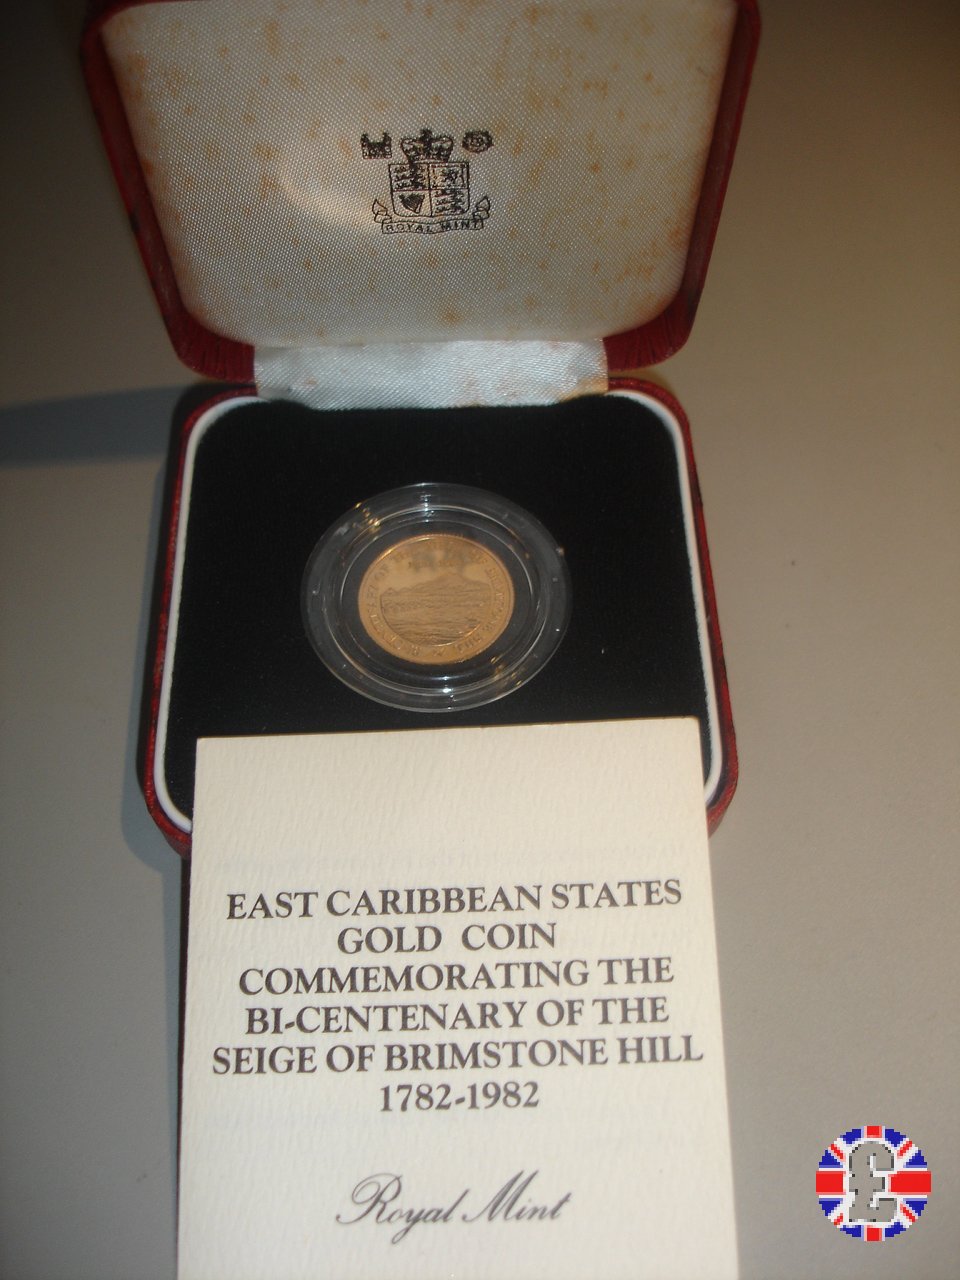 ROYAL MINT
EAST CARIBBEAN STATES
GOLD COIN
COMMEMORATING THE
BI-CENTENARY OF THE
SEIGE OF BRIMSTONE HILL
1782-1982
Royal Mint
£